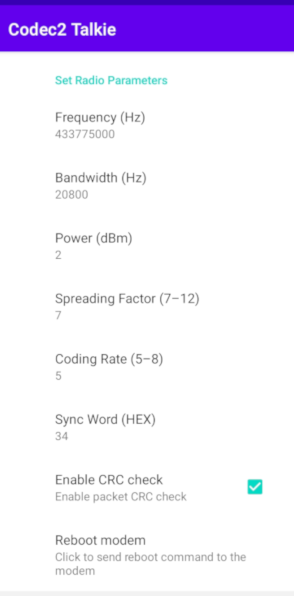 Codec2 Talkie
Set Radio Parameters
Frequency (Hz)
433775000
Bandwidth (Hz)
20800
Power (dBm)
2
Spreading Factor (7–12)
7
Coding Rate (5–8)
5
Sync Word (HEX)
34
Enable CRC check
Enable packet CRC check
Reboot modem
Click to send reboot command to the
modem